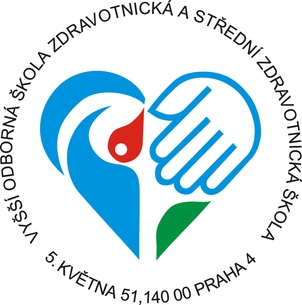 VYŠŠÍ ODBORNÁ ŠKOLA ZDRAVOTNICKÁ A STŘEDNÍ ZDRAVOTNICKÁ ŠKOLA
5. KVĚTNA 51,140 00 PRAHA 4